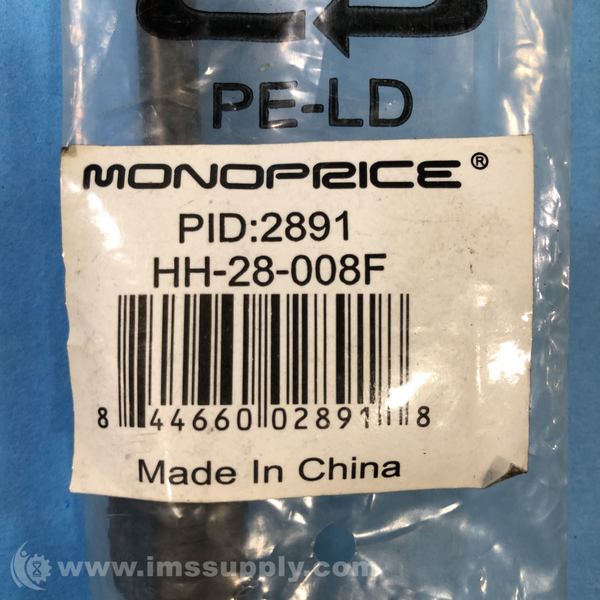 PE-LD
MONOPRICE®
PID:2891
HH-28-008F
8 44660 02891 8
Made In China
www.imssupply.com